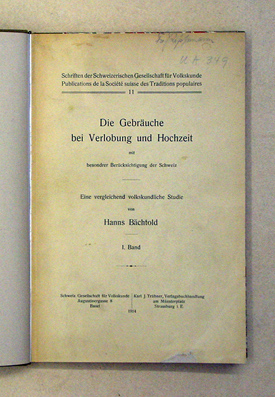 U A 349
Schriften der Schweizerischen Gesellschaft für Volkskunde
Publications de la Société suisse des Traditions populaires
11
Die Gebräuche
bei Verlobung und Hochzeit
mit
besondrer Berücksichtigung der Schweiz
Eine vergleichend volkskundliche Studie
von
Hanns Bächtold
I. Band
Schweiz. Gesellschaft für Volkskunde
Augustinergasse 8
Basel
Karl J. Trübner, Verlagsbuchhandlung
am Münsterplatz
Strassburg i. E.
1914